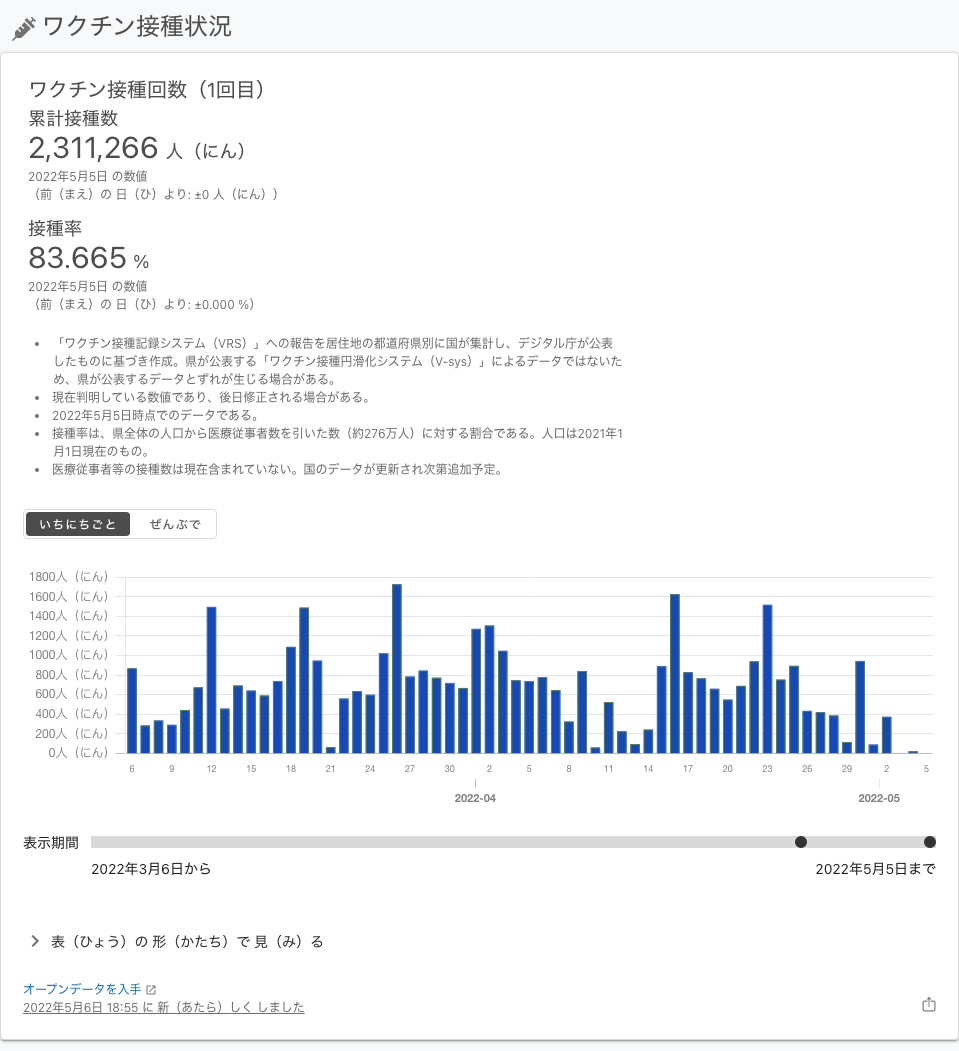 ワクチン接種状況
ワクチン接種回数（1回目）
累計接種数
2,311,266 人（にん）
2022年5月5日 の数値
（前（まえ）の 日（ひ）より: ±0 人（にん））
接種率
83.665 %
2022年5月5日 の数値
（前（まえ）の 日（ひ）より: ±0.000 %）
• 「ワクチン接種記録システム（VRS）」への報告を居住地の都道府県別に国が集計し、デジタル庁が公表
したものに基づき作成。県が公表する「ワクチン接種円滑化システム（V-sys）」によるデータではないた
め、県が公表するデータとずれが生じる場合がある。
• 現在判明している数値であり、後日修正される場合がある。
• 2022年5月5日時点でのデータである。
• 接種率は、県全体の人口から医療従事者数を引いた数（約276万人）に対する割合である。人口は2021年1
月1日現在のもの。
• 医療従事者等の接種数は現在含まれていない。国のデータが更新され次第追加予定。
いちにちごと ぜんぶで
1800人（にん）
1600人（にん）
1400人（にん）
1200人（にん）
1000人（にん）
800人（にん）
600人（にん）
400人（にん）
200人（にん）
0人（にん）
6 9 12 15 18 21 24 27 30 2 5 8 11 14 17 20 23 26 29 2 5
2022-04 2022-05
表示期間
2022年3月6日から 2022年5月5日まで
表（ひょう）の 形（かたち）で 見（み）る
オープンデータを入手
2022年5月6日 18:55 に 新（あたら）しく しました